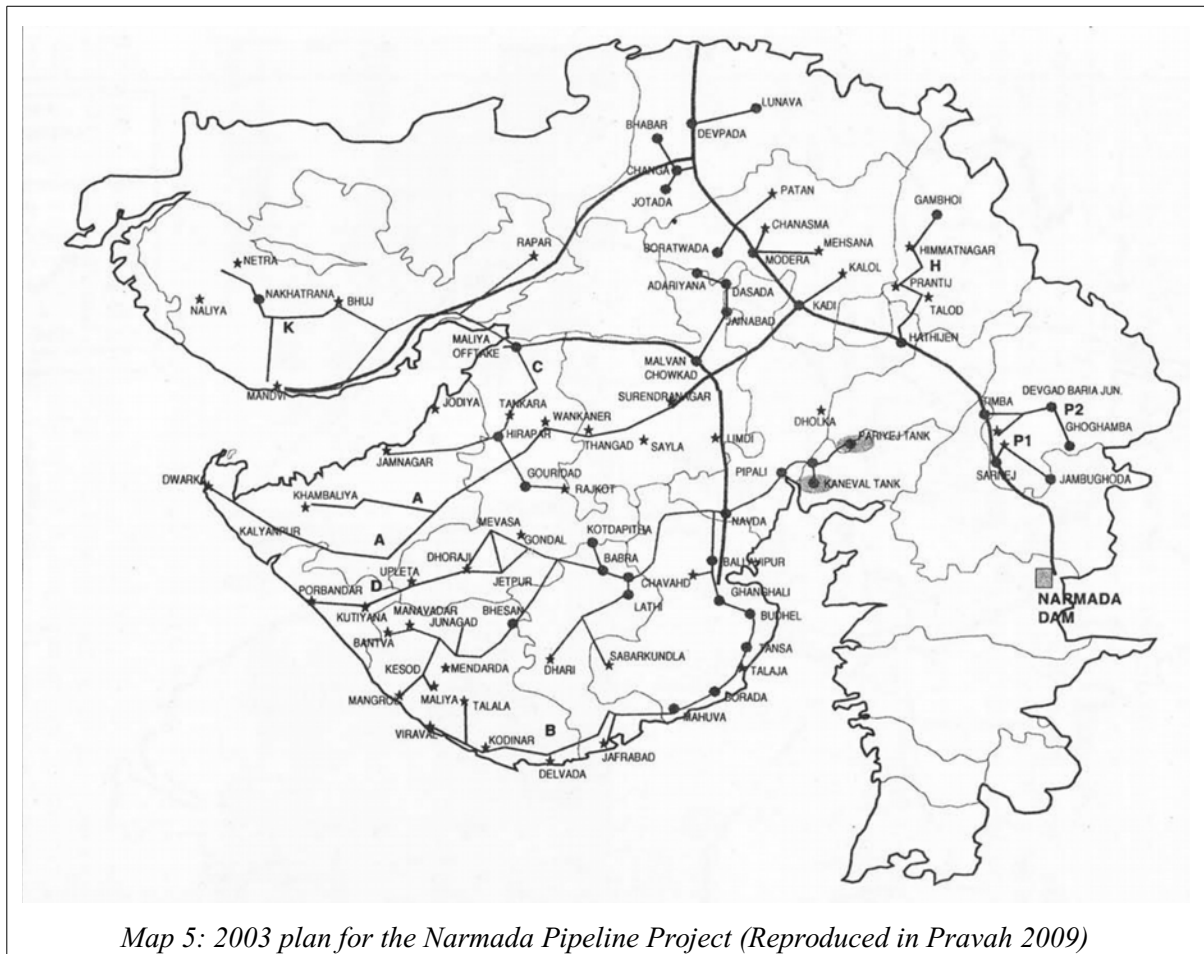 LUNAVA
BHABAR
DEVPADA
CHANGA
PATAN
JOTADA
GAMBHOI
CHANASMA
RAPAR
BORATWADA
MEHSANA
HIMMATNAGAR
MODERA
NETRA
KALOL
H
ADARIYANA
PRANTIJ
NAKHATRANA
BHUJ
DASADA
TALOD
NALIYA
KADI
JAINABAD
K
HATHIJEN
MALIYA
OFFTAKE
MALVAN
CHOWKAD
C
MANDVI
DEVGAD BARIA JUN.
SURENDRANAGAR
JODIYA
TANKARA
TIMBA
P2
WANKANER
DHOLKA
GHOGHAMBA
HIRAPAR
THANGAD
SAYLA
LIMDI
PARIYEJ TANK
P1
JAMNAGAR
SARNEJ
GOURIDAD
PIPALI
DWARKA
RAJKOT
KANEVAL TANK
JAMBUGHODA
KHAMBALIYA
A
NAVDA
MEVASA
KOTDAPITHA
KALYANPUR
GONDAL
A
DHORAJI
BABRA
BALLAVIPUR
UPLETA
JETPUR
CHAVAHD
D
PORBANDAR
GHANGHALI
NARMADA
DAM
KUTIYANA
MANAVADAR
BHESAN
LATHI
BUDHEL
JUNAGAD
BANTVA
KESOD
MENDARDA
DHARI
SABARKUNDLA
TANSA
TALAJA
MANGROL
MALIYA
TALALA
BORADA
MAHUVA
VIRAVAL
B
KODINAR
JAFRABAD
DELVADA
Map 5: 2003 plan for the Narmada Pipeline Project (Reproduced in Pravah 2009)